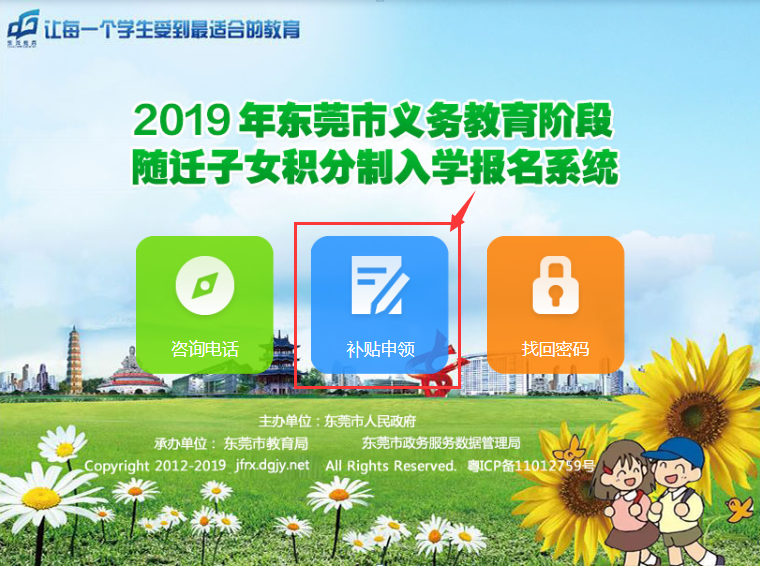 让每一个学生受到最适合的教育
东莞教育
2019年东莞市义务教育阶段
随迁子女积分制入学报名系统
咨询电话
补贴申领
找回密码
主办单位：东莞市人民政府
承办单位： 东莞市教育局 东莞市政务服务数据管理局
Copyright 2012-2019 jfrx.dgjy.net All Rights Reserved. 粤ICP备11012759号